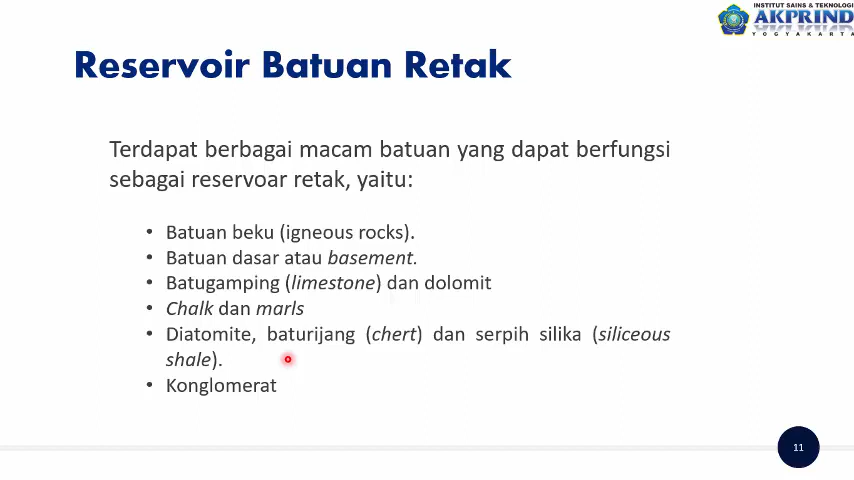 INSTITUT SAINS & TEKNOLOGI
AKPRIND
YOGYAKARTA
Reservoir Batuan Retak
Terdapat berbagai macam batuan yang dapat berfungsi
sebagai reservoar retak, yaitu:
• Batuan beku (igneous rocks).
• Batuan dasar atau basement.
• Batugamping (limestone) dan dolomit
• Chalk dan marls
• Diatomite, baturijang (chert) dan serpih silika (siliceous
shale).
• Konglomerat
11